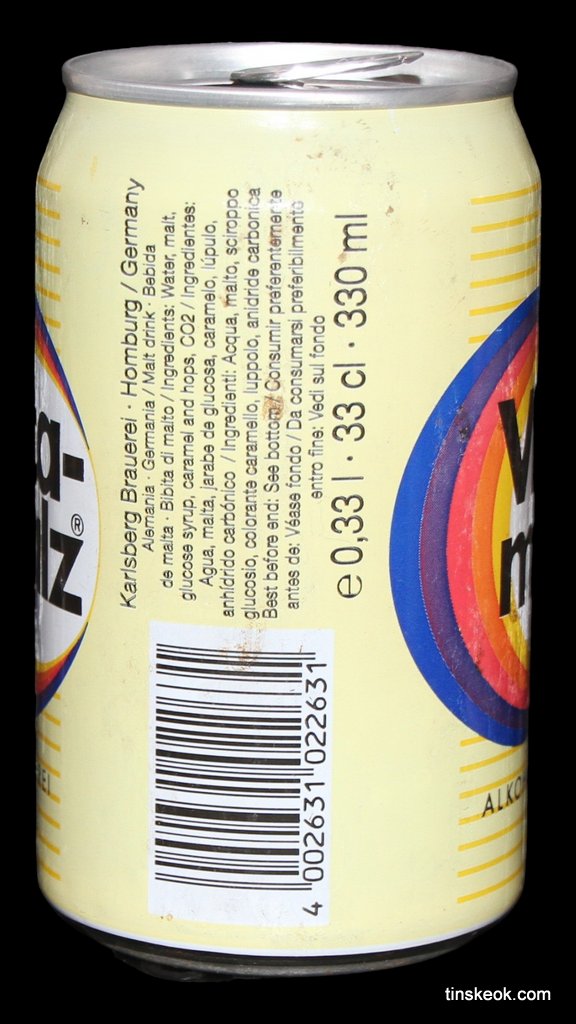 Karlsberg Brauerei · Homburg / Germany
Alemania · Germania / Malt drink · Bebida
de malta · Bibita di malto / Ingredients: Water, malt,
glucose syrup, caramel and hops, CO2 / Ingredientes:
Agua, malta, jarabe de glucosa, caramelo, lúpulo,
anhídrido carbónico / Ingredienti: Acqua, malto, sciroppo
glucosio, colorante caramello, luppolo, anidride carbonica
Best before end: See bottom / Consumir preferentemente
antes de: Véase fondo / Da consumarsi preferibilmento
entro fine: Vedi sul fondo
e 0,33 l · 33 cl · 330 ml
4 002631 022631
tinskeok.com